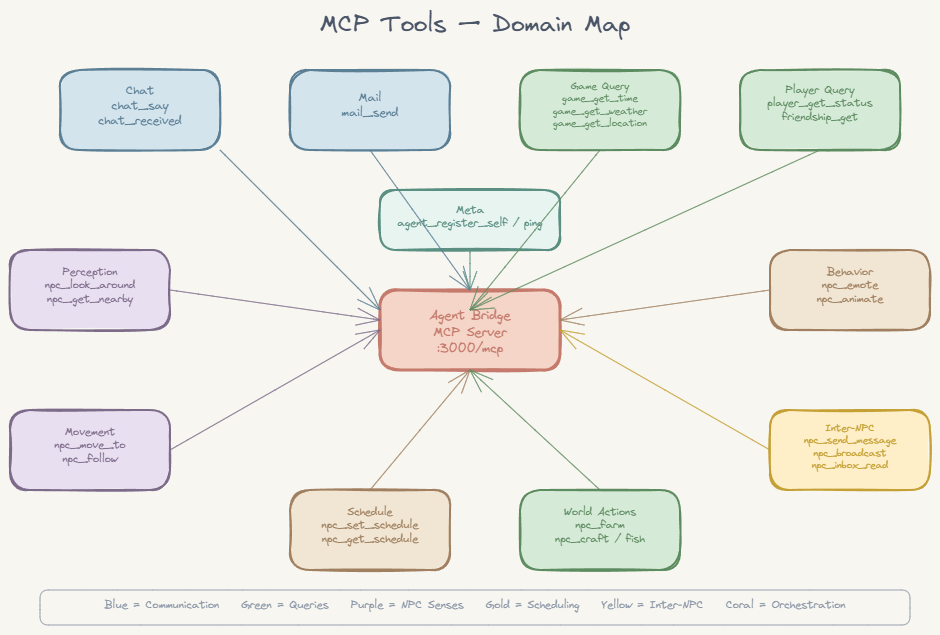 MCP Tools — Domain Map
Chat
chat_say
chat_received
Mail
mail_send
Game Query
game_get_time
game_get_weather
game_get_location
Player Query
player_get_status
friendship_get
Meta
agent_register_self / ping
Perception
npc_look_around
npc_get_nearby
Agent Bridge
MCP Server
:3000/mcp
Behavior
npc_emote
npc_animate
Movement
npc_move_to
npc_follow
Inter-NPC
npc_send_message
npc_broadcast
npc_inbox_read
Schedule
npc_set_schedule
npc_get_schedule
World Actions
npc_farm
npc_craft / fish
Blue = Communication Green = Queries Purple = NPC Senses Gold = Scheduling Yellow = Inter-NPC Coral = Orchestration